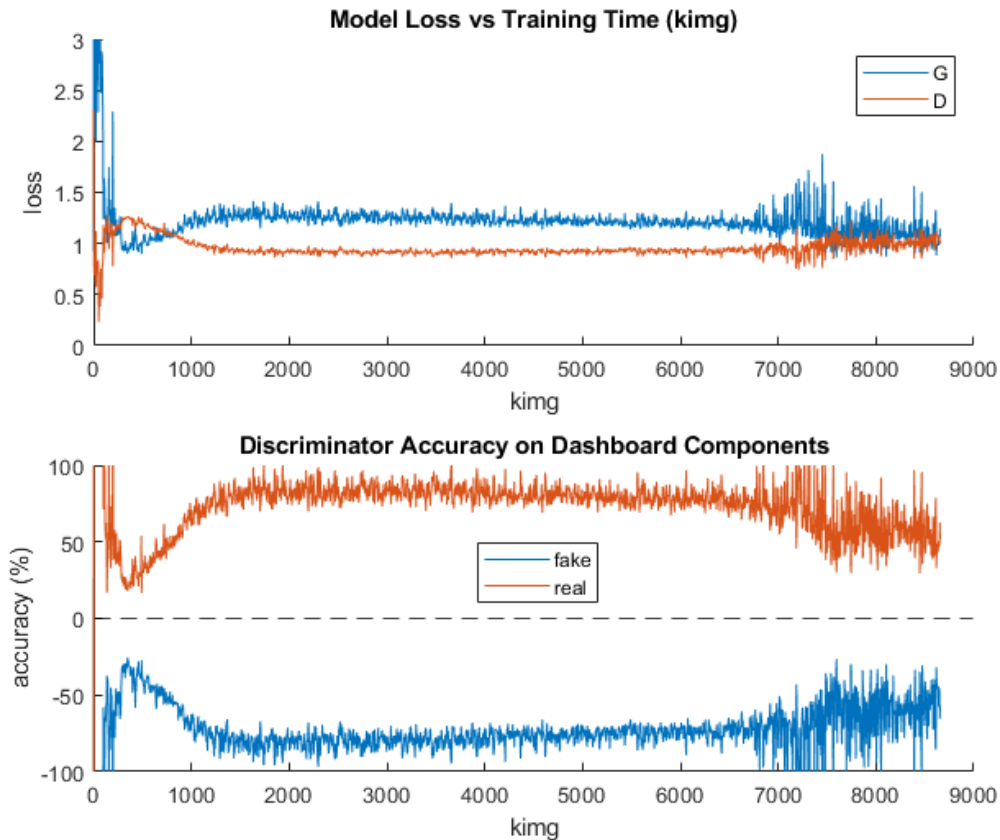 Model Loss vs Training Time (kimg)
3
2.5
2
1.5
1
0.5
0
loss
G
D
0 1000 2000 3000 4000 5000 6000 7000 8000 9000
kimg
Discriminator Accuracy on Dashboard Components
100
50
0
-50
-100
accuracy (%)
fake
real
0 1000 2000 3000 4000 5000 6000 7000 8000 9000
kimg